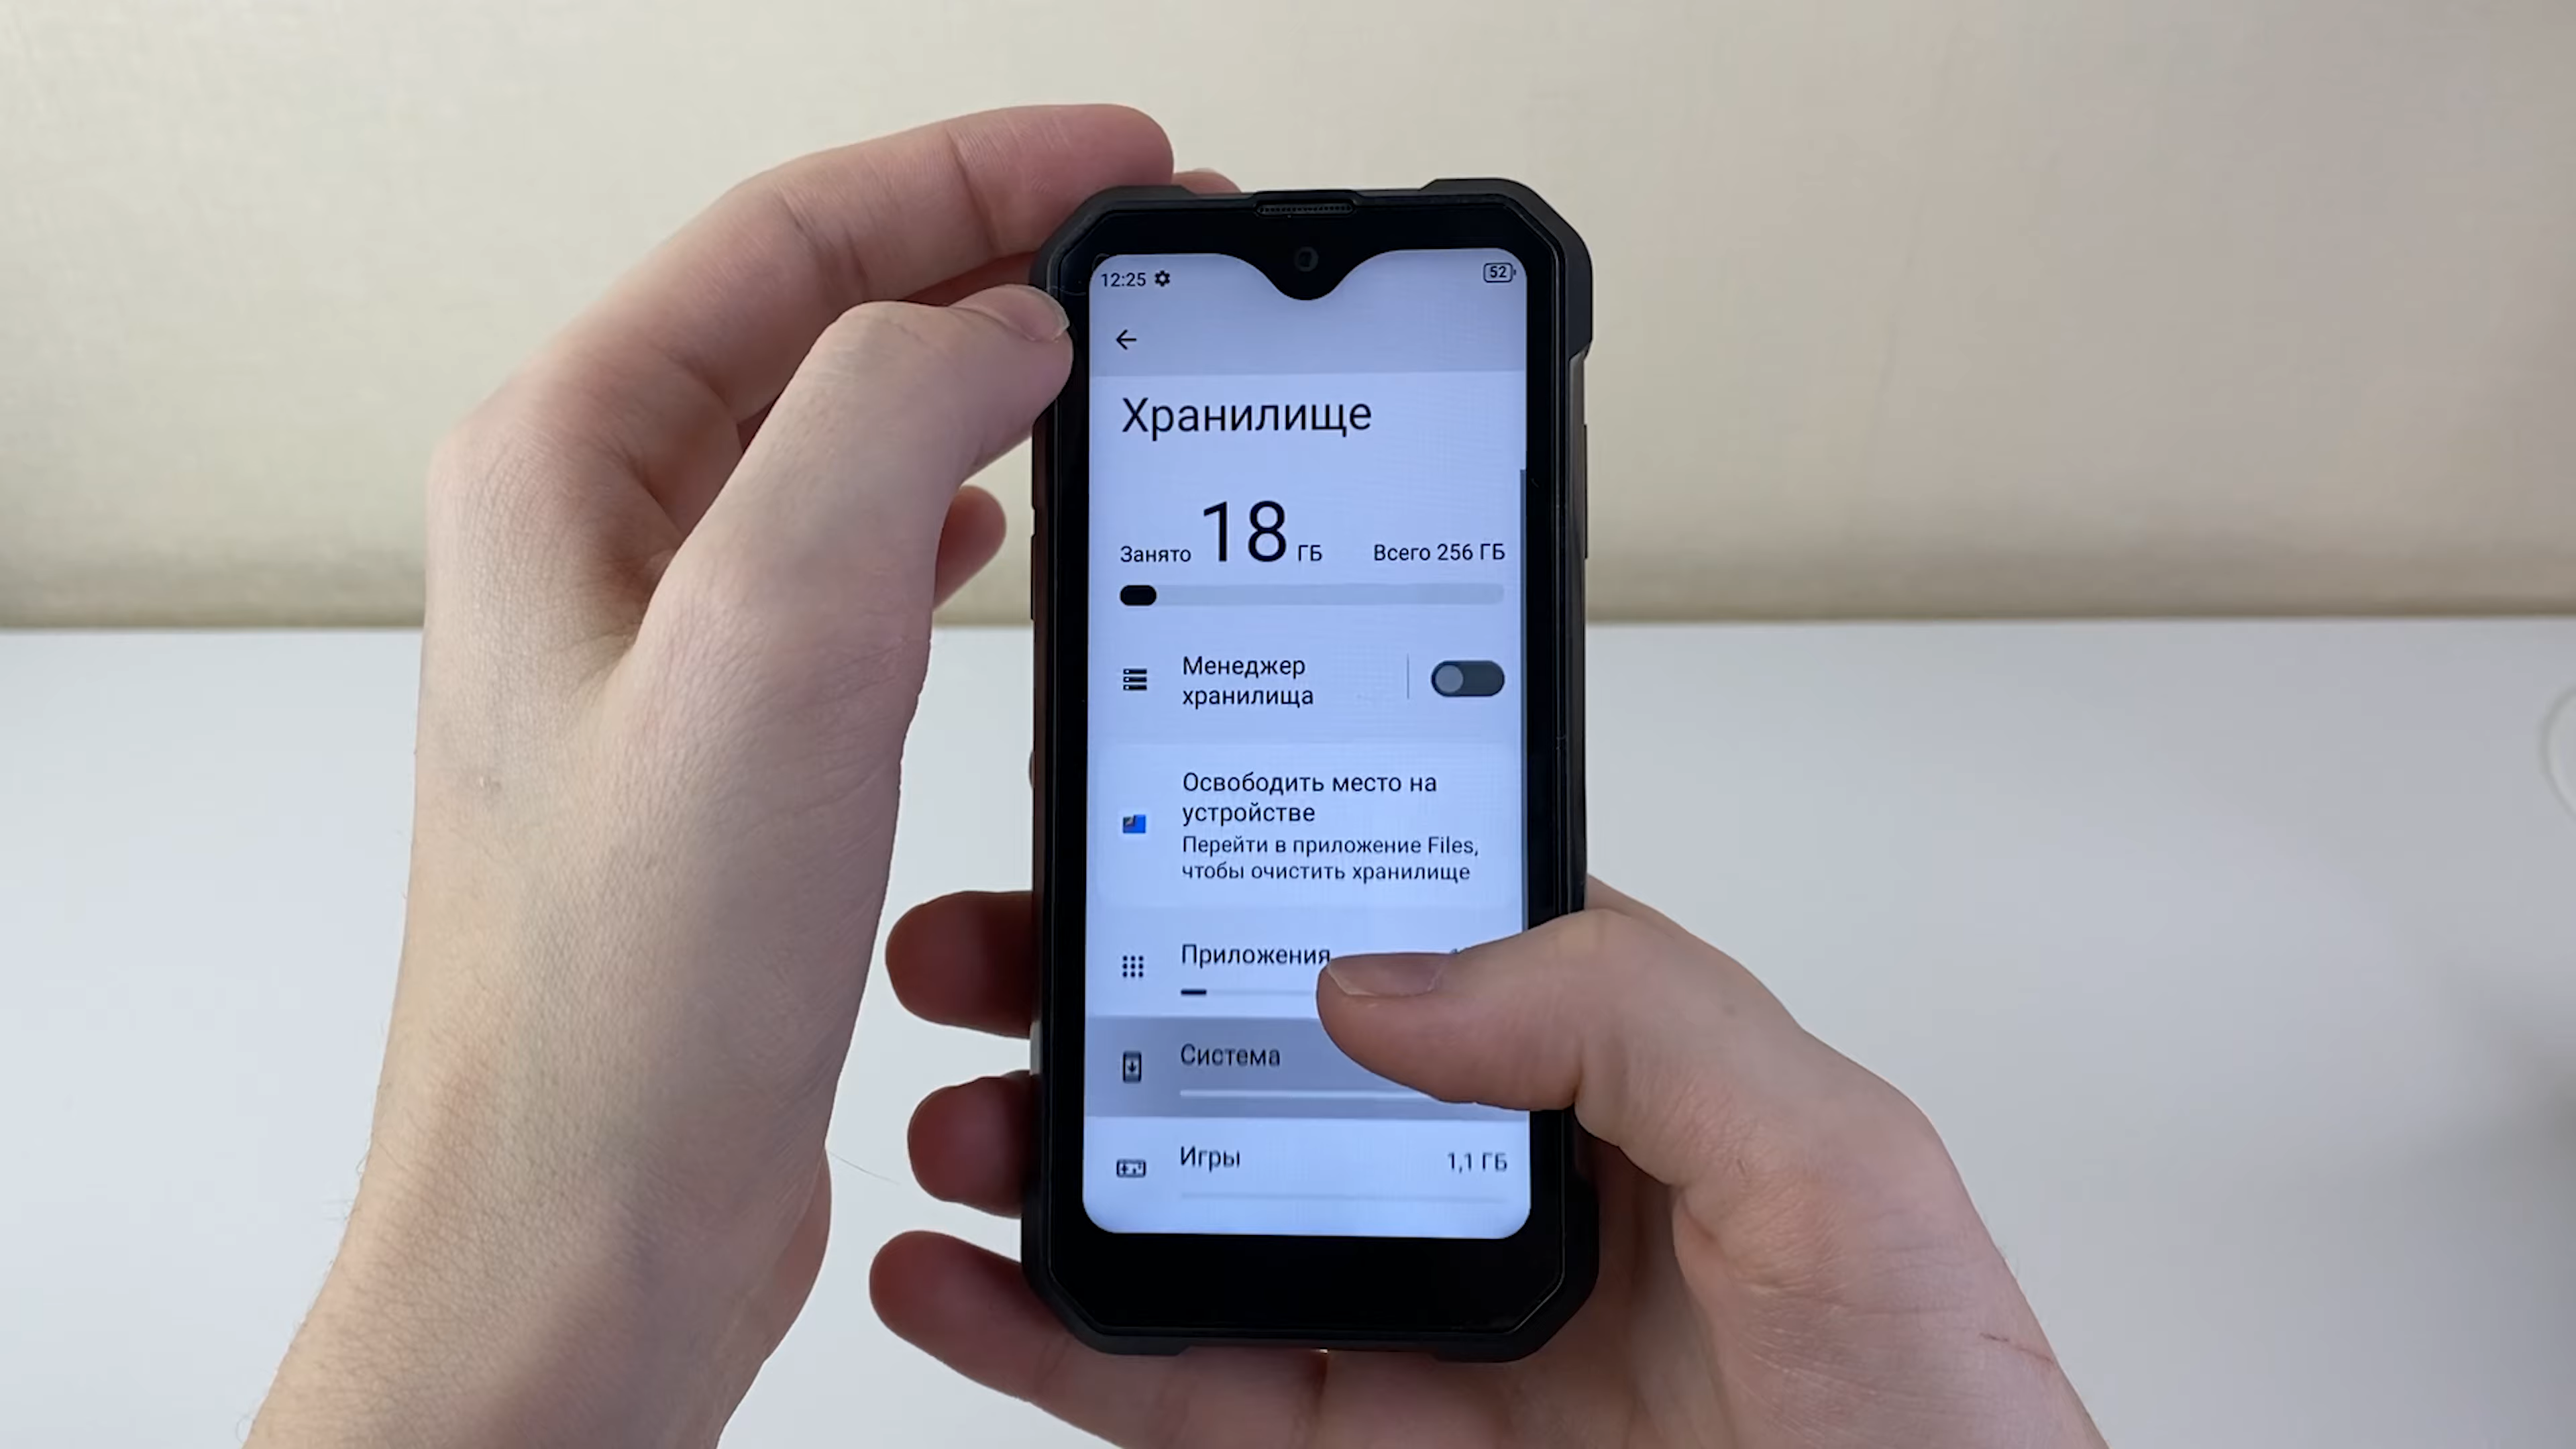 12:25
52
Хранилище
Занято 18 ГБ
Всего 256 ГБ
Менеджер
хранилища
Освободить место на
устройстве
Перейти в приложение Files,
чтобы очистить хранилище
Приложения
Система
Игры
1,1 ГБ